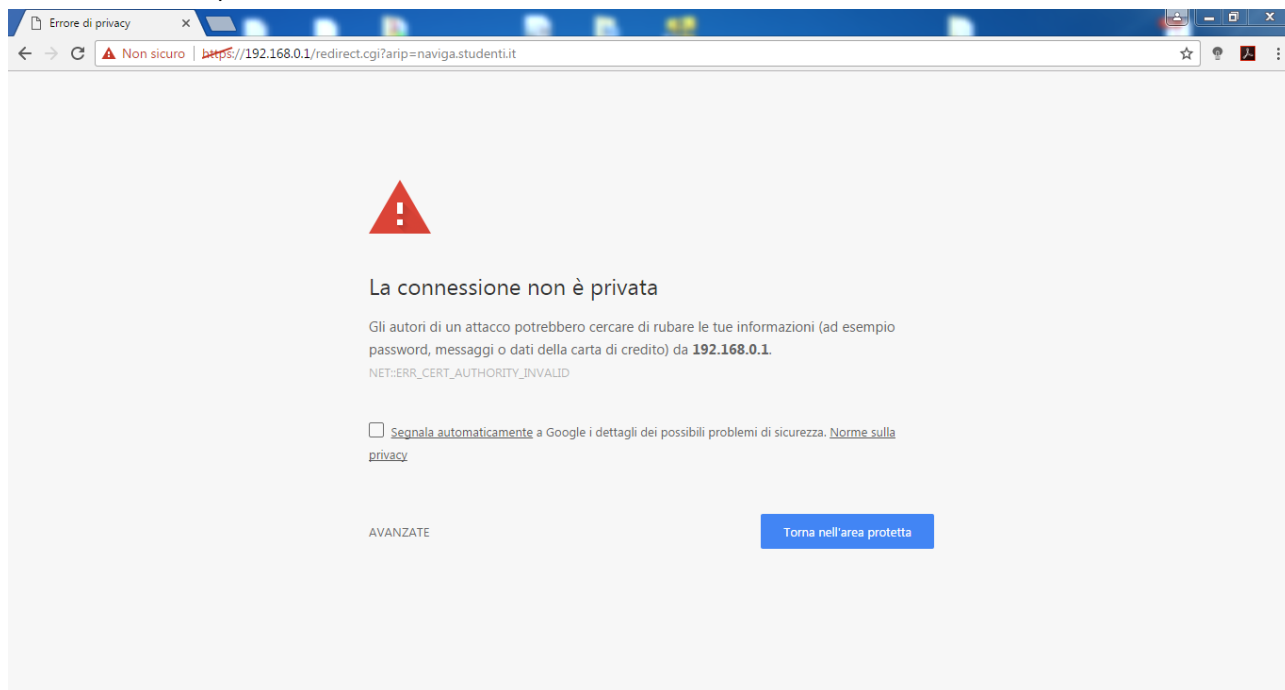 Errore di privacy
Non sicuro | https://192.168.0.1/redirect.cgi?arip=naviga.studenti.it
La connessione non è privata
Gli autori di un attacco potrebbero cercare di rubare le tue informazioni (ad esempio
password, messaggi o dati della carta di credito) da 192.168.0.1.
NET::ERR_CERT_AUTHORITY_INVALID
Segnala automaticamente a Google i dettagli dei possibili problemi di sicurezza. Norme sulla
privacy
AVANZATE
Torna nell'area protetta